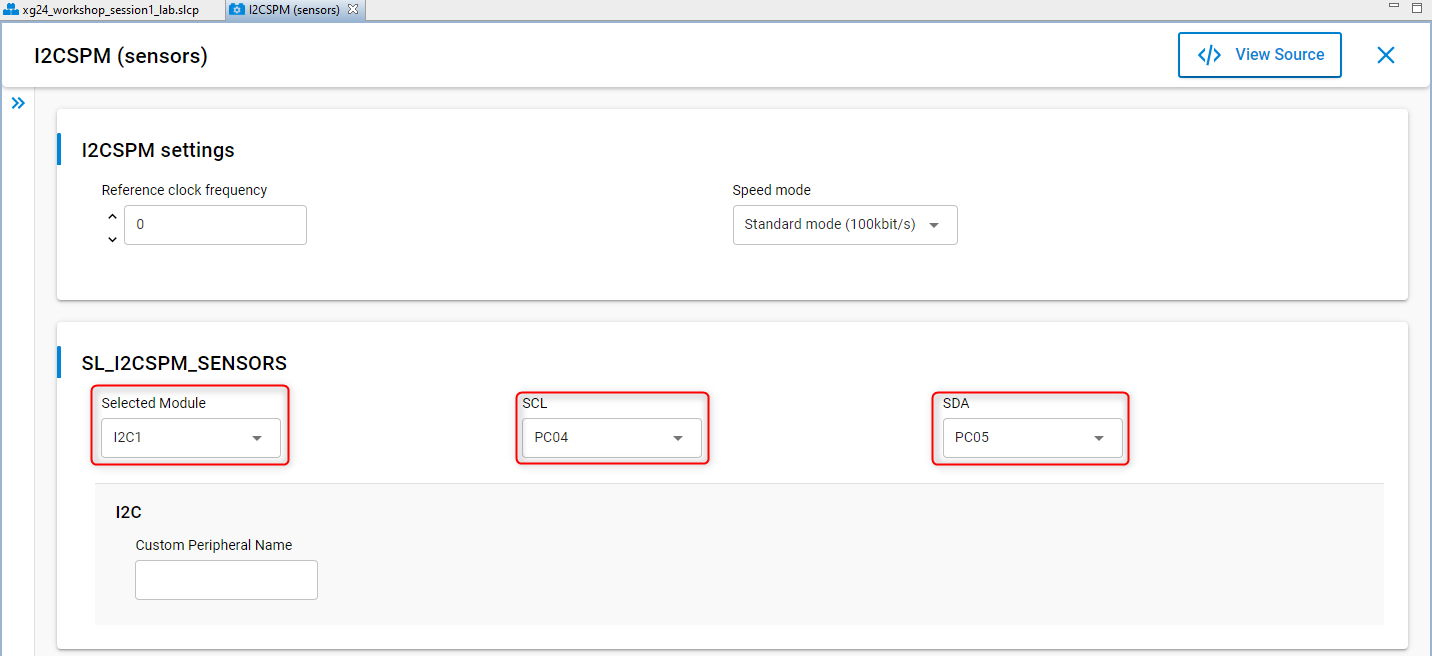 xg24_workshop_session1_lab.slcp I2CSPM (sensors)
I2CSPM (sensors) View Source
I2CSPM settings
Reference clock frequency Speed mode
0 Standard mode (100kbit/s)
SL_I2CSPM_SENSORS
Selected Module SCL SDA
I2C1 PC04 PC05
I2C
Custom Peripheral Name